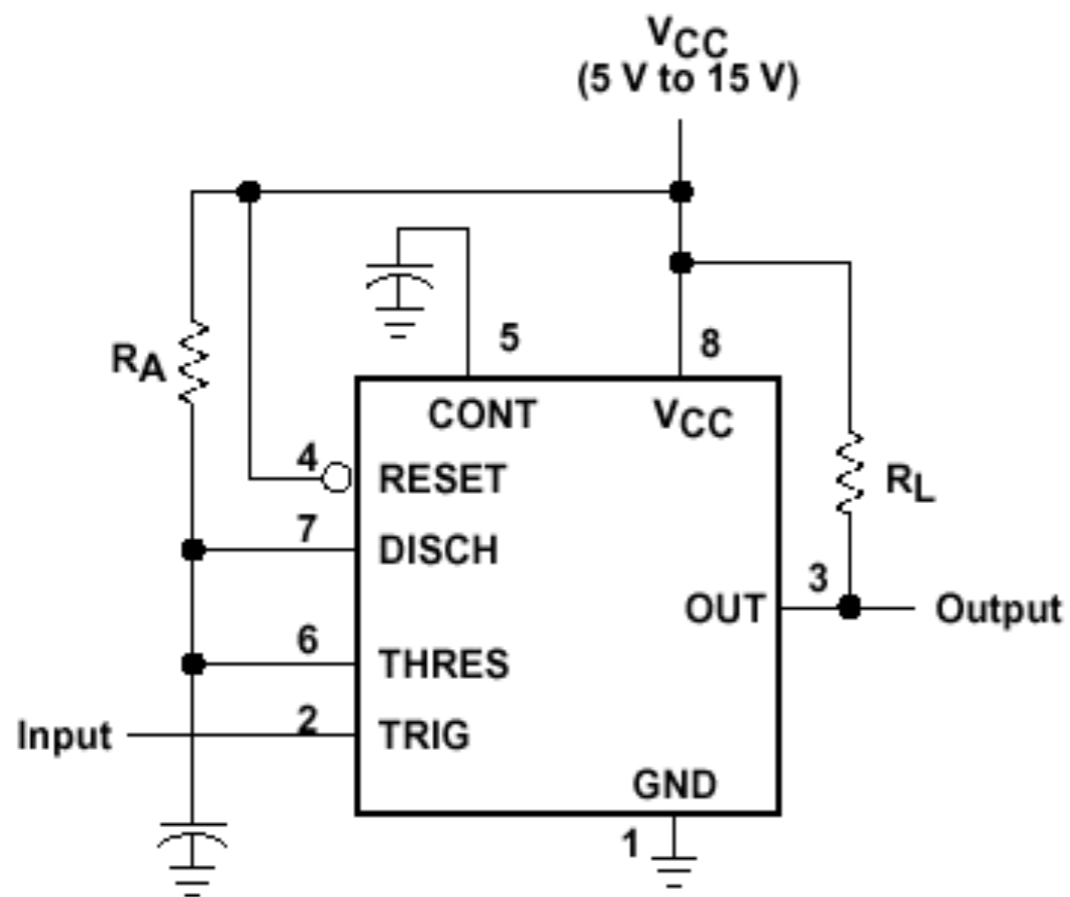 VCC
(5 V to 15 V)
RA
5
8
CONT
VCC
4
RESET
RL
7
DISCH
3
OUT
Output
6
THRES
Input
2
TRIG
GND
1